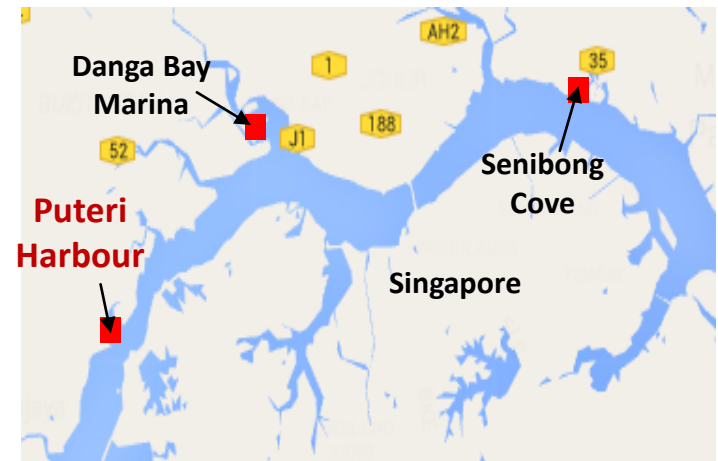 AH2
1
35
Danga Bay
Marina
188
J1
52
Senibong
Cove
Puteri
Harbour
Singapore